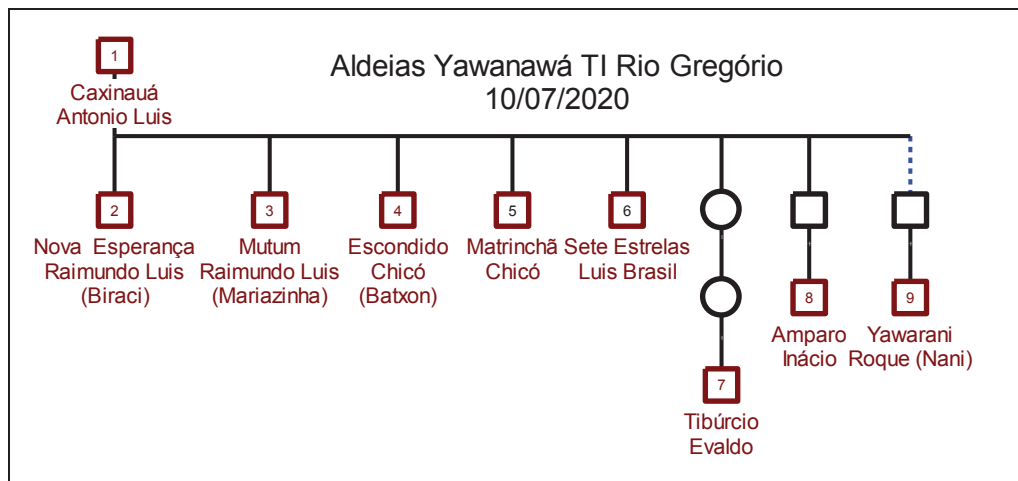 Aldeias Yawanawá TI Rio Gregório
10/07/2020
1
Caxinauá
Antonio Luis
2
Nova Esperança
Raimundo Luis
(Biraci)
3
Mutum
Raimundo Luis
(Mariazinha)
4
Escondido
Chicó
(Batxon)
5
Matrinchã
Chicó
6
Sete Estrelas
Luis Brasil
7
Tibúrcio
Evaldo
8
Amparo
Inácio
9
Yawarani
Roque (Nani)